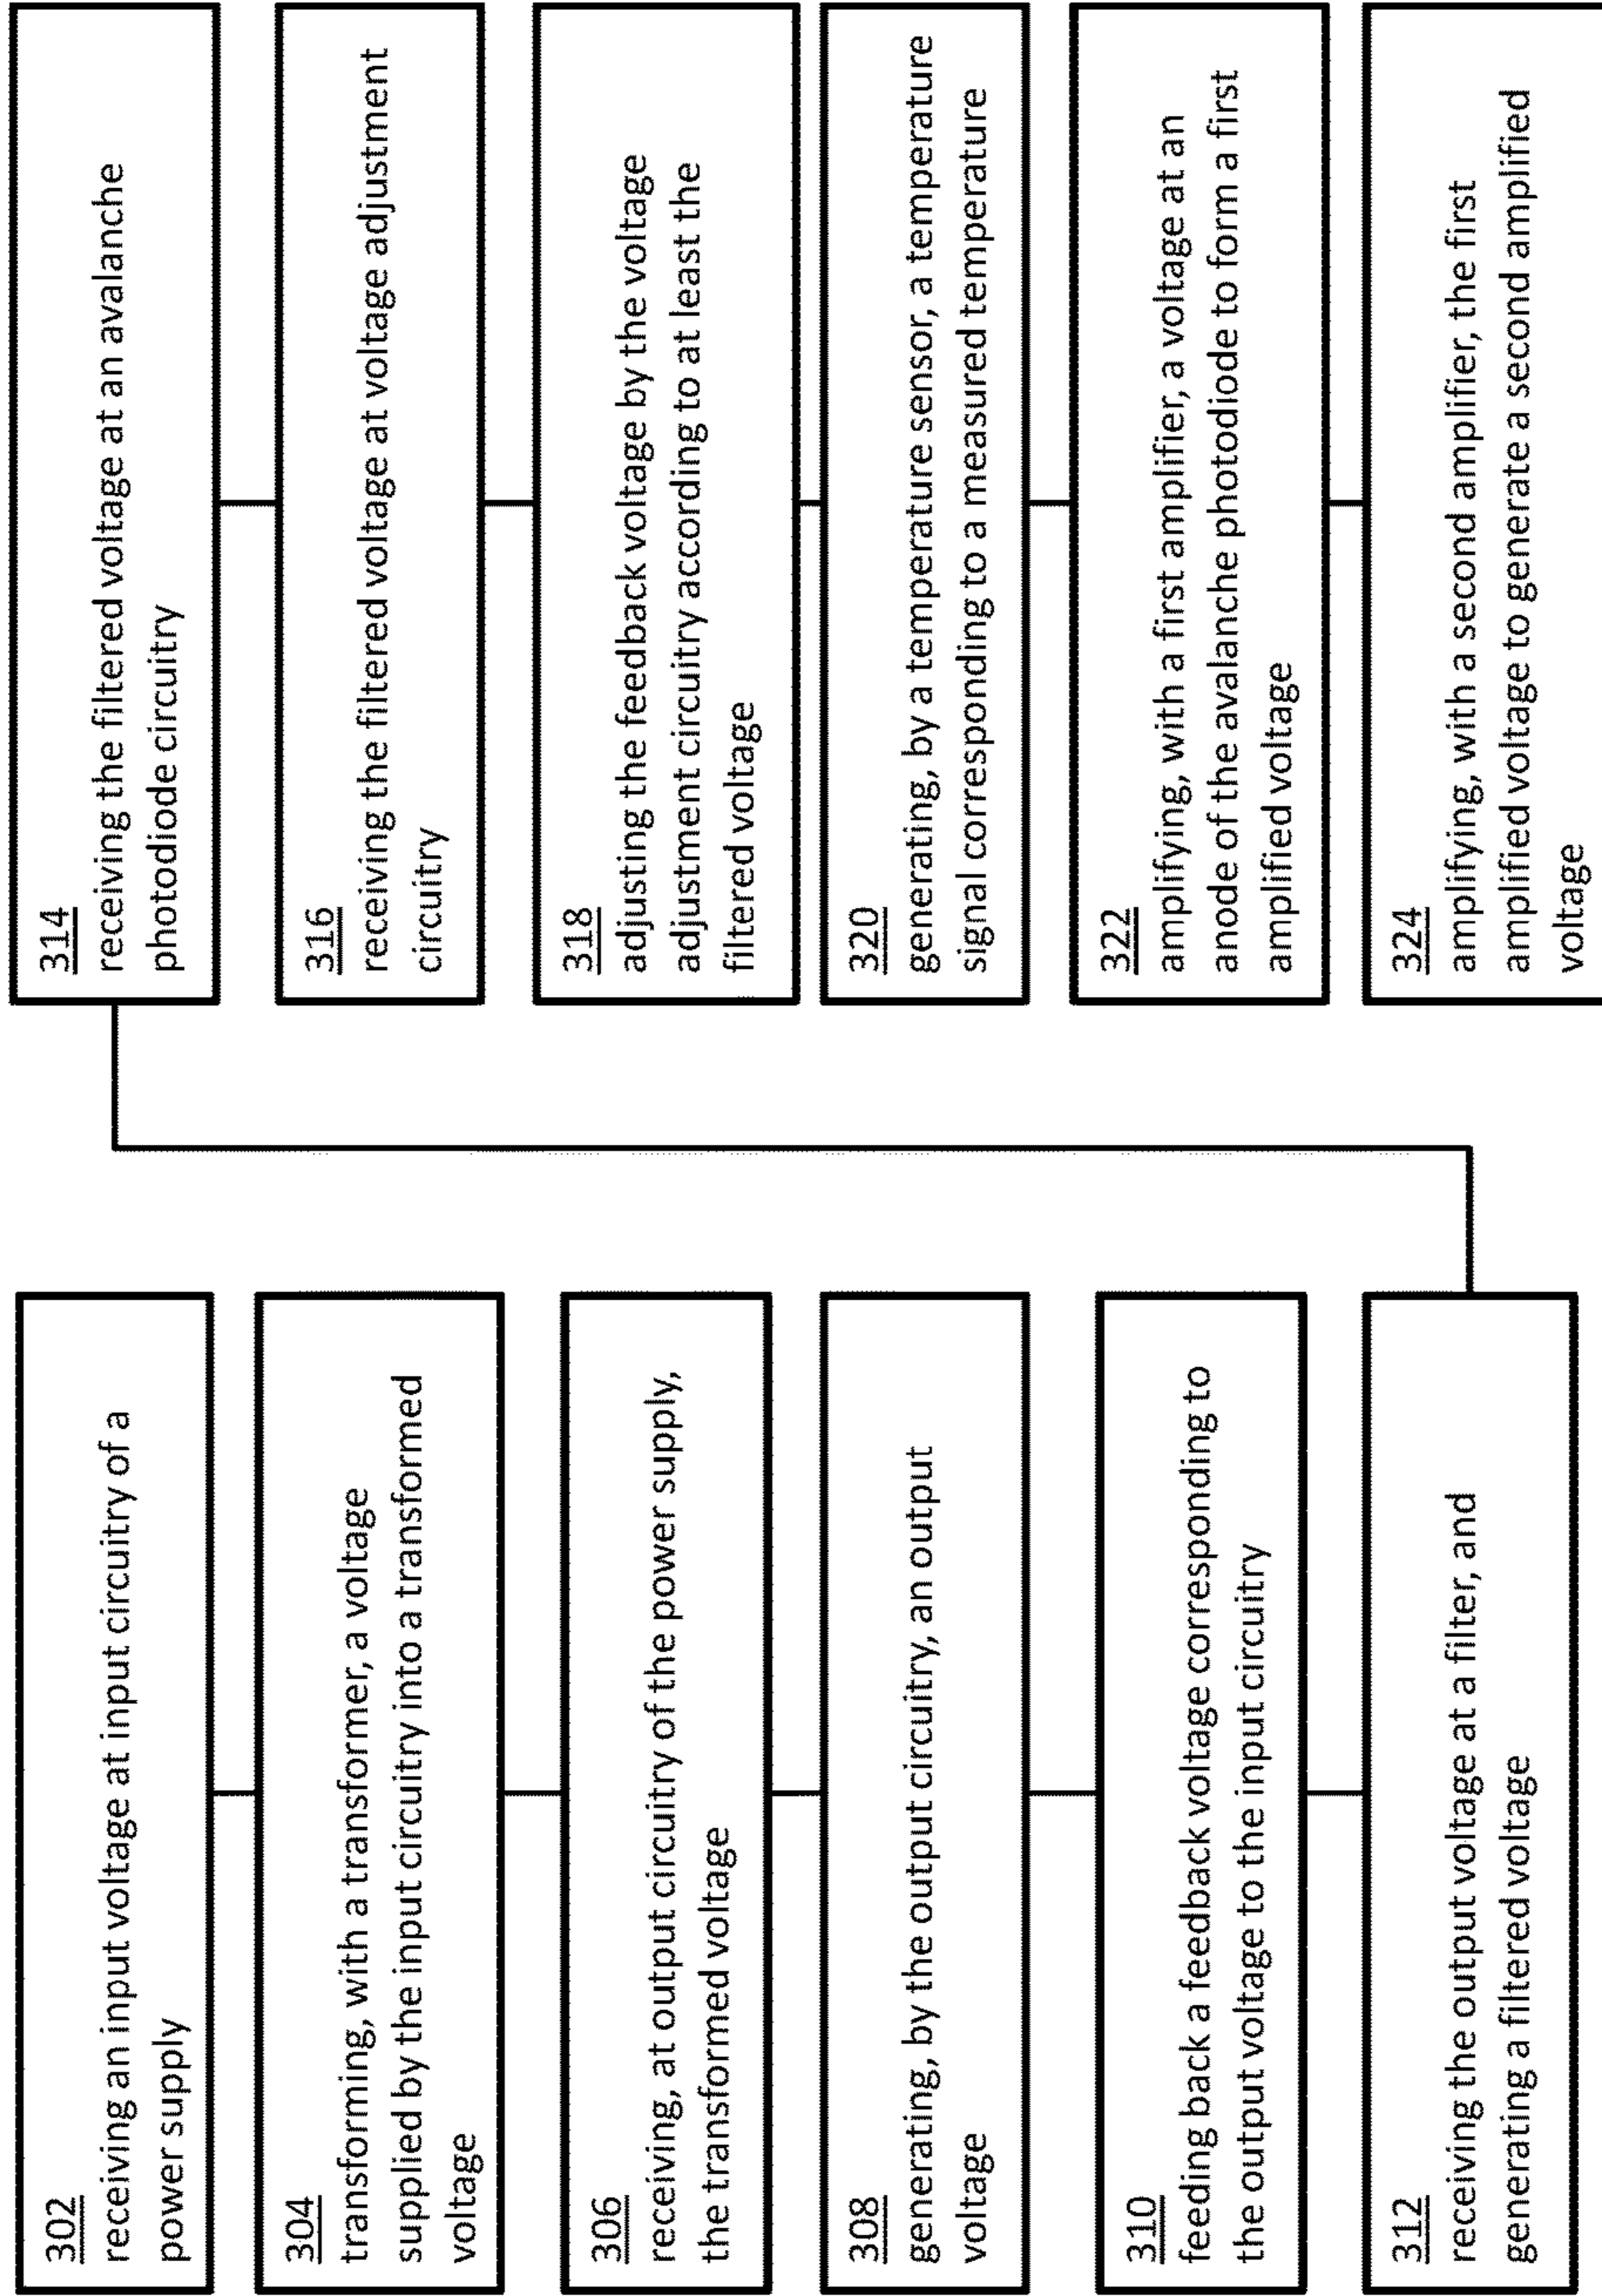 302
receiving an input voltage at input circuitry of a
power supply
304
transforming, with a transformer, a voltage
supplied by the input circuitry into a transformed
voltage
306
receiving, at output circuitry of the power supply,
the transformed voltage
308
generating, by the output circuitry, an output
voltage
310
feeding back a feedback voltage corresponding to
the output voltage to the input circuitry
312
receiving the output voltage at a filter, and
generating a filtered voltage
314
receiving the filtered voltage at an avalanche
photodiode circuitry
316
receiving the filtered voltage at voltage adjustment
circuitry
318
adjusting the feedback voltage by the voltage
adjustment circuitry according to at least the
filtered voltage
320
generating, by a temperature sensor, a temperature
signal corresponding to a measured temperature
322
amplifying, with a first amplifier, a voltage at an
anode of the avalanche photodiode to form a first
amplified voltage
324
amplifying, with a second amplifier, the first
amplified voltage to generate a second amplified
voltage